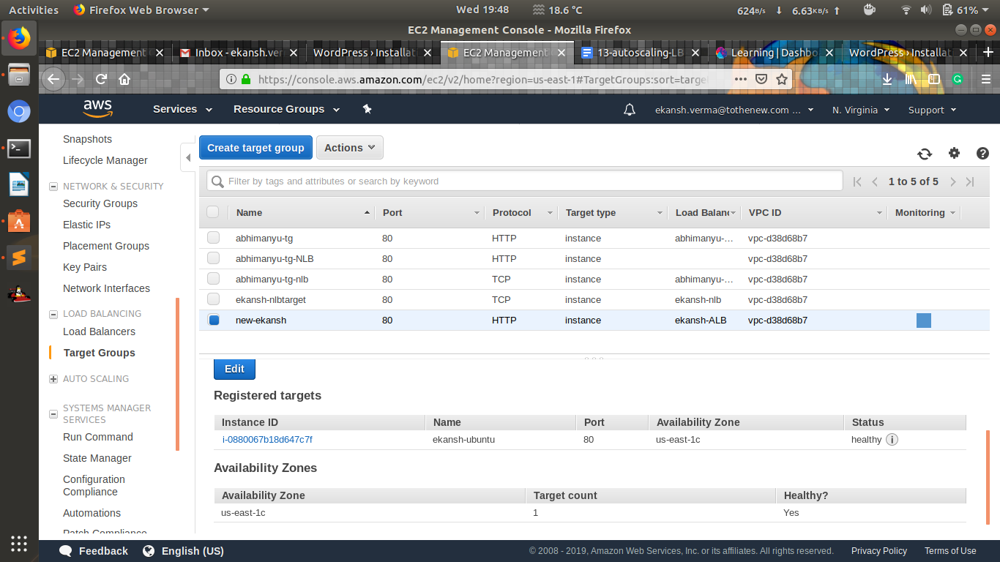 Activities Firefox Web Browser Wed 19:48 18.6 °C 624B/s 6.63KB/s 61%
EC2 Management Console - Mozilla Firefox
EC2 Management Inbox - ekansh.ver WordPress › Installat EC2 Management 13-autoscaling-LB Learning | Dashbo WordPress › Installat
https://console.aws.amazon.com/ec2/v2/home?region=us-east-1#TargetGroups:sort=targe
aws Services Resource Groups ekansh.verma@tothenew.com ... N. Virginia Support
Snapshots
Lifecycle Manager
NETWORK & SECURITY
Security Groups
Elastic IPs
Placement Groups
Key Pairs
Network Interfaces
LOAD BALANCING
Load Balancers
Target Groups
AUTO SCALING
SYSTEMS MANAGER
SERVICES
Run Command
State Manager
Configuration
Compliance
Automations
Patch Compliance
Create target group Actions
Filter by tags and attributes or search by keyword 1 to 5 of 5
Name Port Protocol Target type Load Balanc VPC ID Monitoring
abhimanyu-tg 80 HTTP instance abhimanyu-... vpc-d38d68b7
abhimanyu-tg-NLB 80 HTTP instance vpc-d38d68b7
abhimanyu-tg-nlb 80 TCP instance abhimanyu-... vpc-d38d68b7
ekansh-nlbtarget 80 TCP instance ekansh-nlb vpc-d38d68b7
new-ekansh 80 HTTP instance ekansh-ALB vpc-d38d68b7
Edit
Registered targets
Instance ID Name Port Availability Zone Status
i-0880067b18d647c7f ekansh-ubuntu 80 us-east-1c healthy
Availability Zones
Availability Zone Target count Healthy?
us-east-1c 1 Yes
Feedback English (US) © 2008 - 2019, Amazon Web Services, Inc. or its affiliates. All rights reserved. Privacy Policy Terms of Use